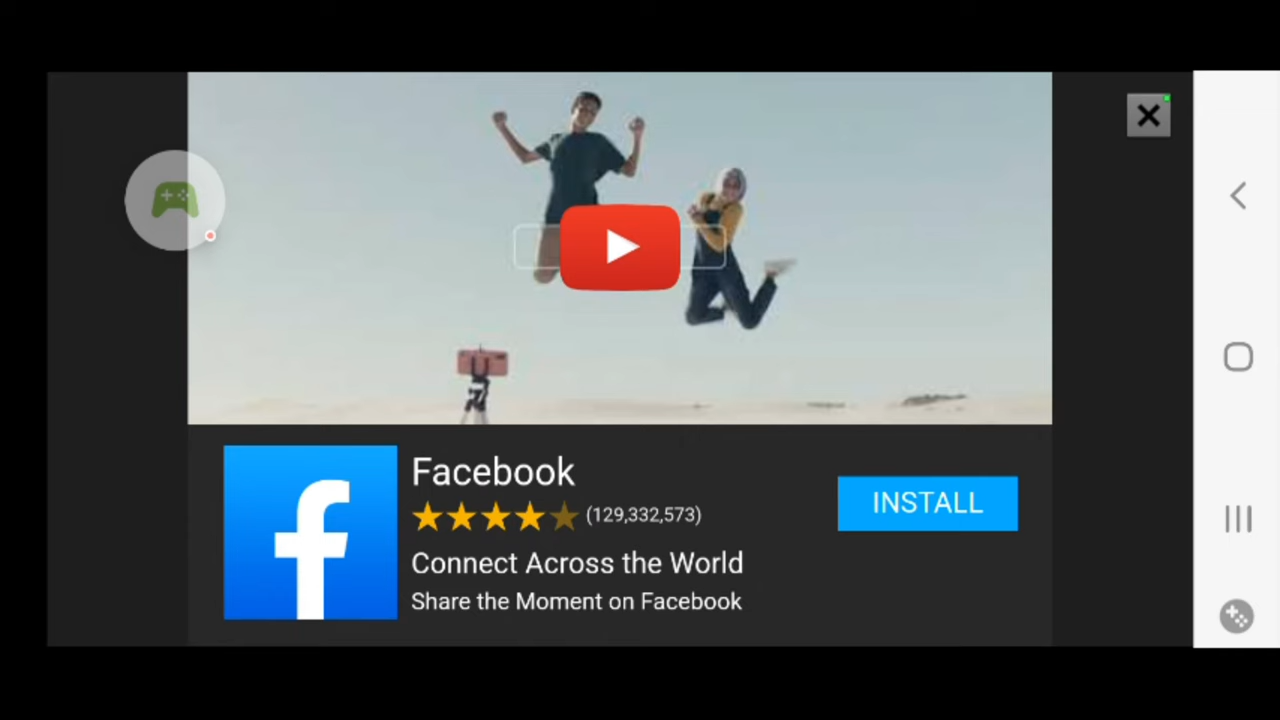 Facebook
(129,332,573)
INSTALL
Connect Across the World
Share the Moment on Facebook